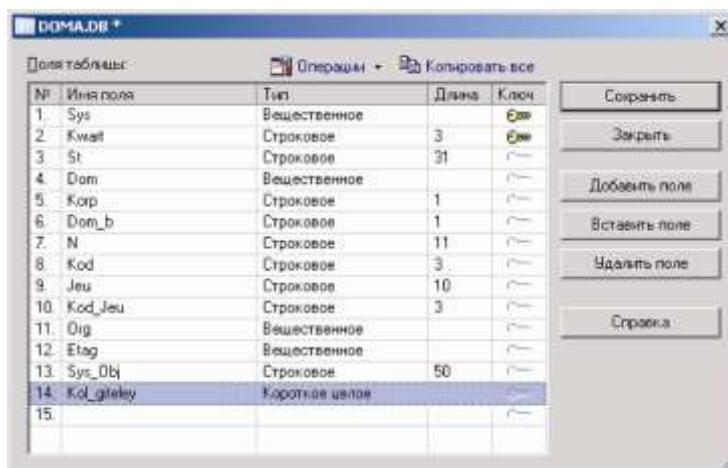 DOMA.DB *
Поля таблицы: Операции Копировать все
№ Имя поля Тип Длина Ключ
1. Sys Вещественное
2. Kwart Строковое 3
3. St Строковое 31
4. Dom Вещественное
5. Korp Строковое 1
6. Dom_b Строковое 1
7. N Строковое 11
8. Kod Строковое 3
9. Jeu Строковое 10
10. Kod_Jeu Строковое 3
11. Org Вещественное
12. Etag Вещественное
13. Sys_Obj Строковое 50
14. Kol_giteley Короткое целое
15.
Сохранить
Закрыть
Добавить поле
Вставить поле
Удалить поле
Справка